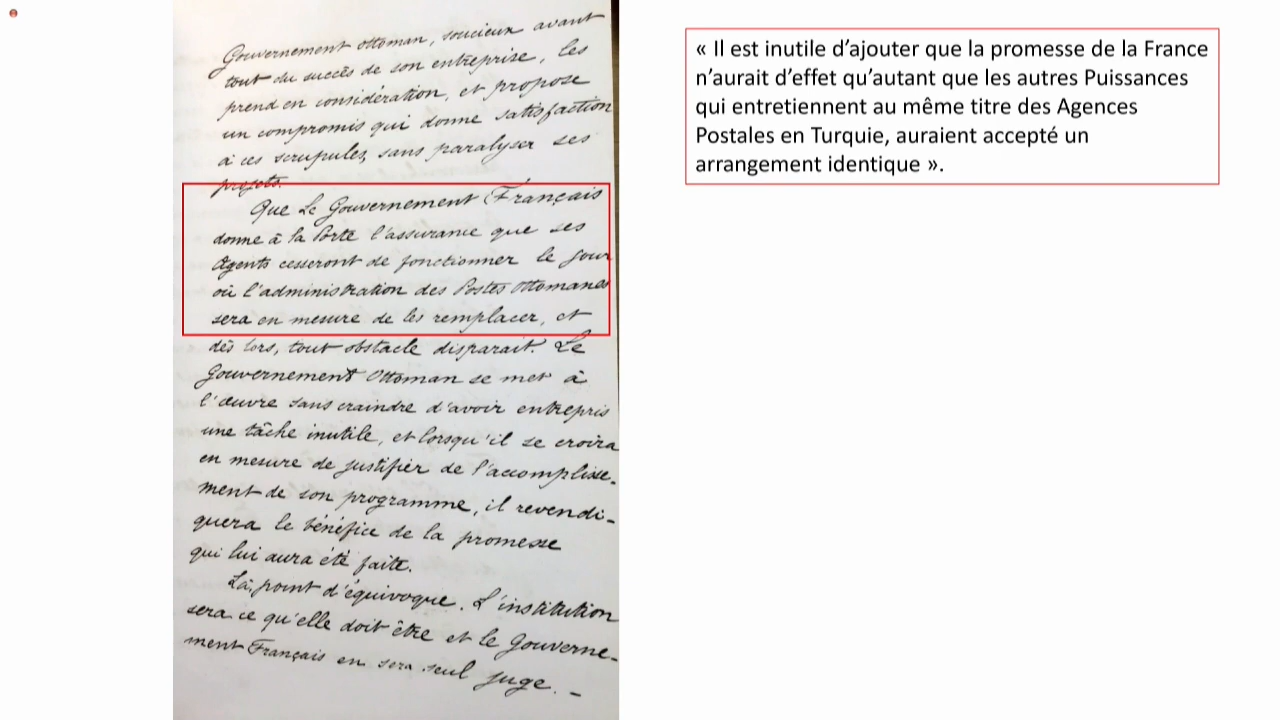 Gouvernement Ottoman, soucieux avant
tout du succès de son entreprise, les
prend en considération, et propose
un compromis qui donne satisfaction
à ces scrupules, sans paralyser ses
projets.
Que le Gouvernement Français
donne à la Porte l'assurance que ses
Agents cesseront de fonctionner le jour
où l'administration des Postes Ottomanes
sera en mesure de les remplacer, et
dès lors, tout obstacle disparait. Le
Gouvernement Ottoman se met à
l'œuvre sans craindre d'avoir entrepris
une tâche inutile, et lorsqu'il se croira
en mesure de justifier de l'accomplisse-
ment de son programme, il revendi-
quera le bénéfice de la promesse
qui lui aura été faite.
Là, point d'équivoque. L'institution
sera ce qu'elle doit être et le Gouverne-
ment Français en sera seul juge. _
« Il est inutile d’ajouter que la promesse de la France
n’aurait d’effet qu’autant que les autres Puissances
qui entretiennent au même titre des Agences
Postales en Turquie, auraient accepté un
arrangement identique ».